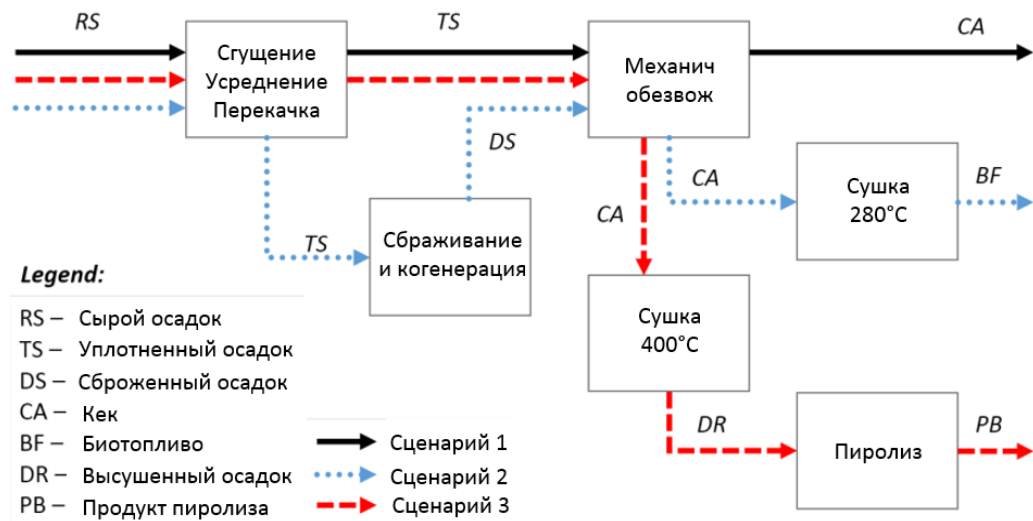 RS
TS
CA
Сгущение
Усреднение
Перекачка
Механич
обезвож
DS
CA
BF
Сушка
280°C
TS
Сбраживание
и когенерация
CA
Legend:
RS – Сырой осадок
TS – Уплотненный осадок
DS – Сброженный осадок
CA – Кек
BF – Биотопливо
DR – Высушенный осадок
PB – Продукт пиролиза
Сушка
400°C
Сценарий 1
Сценарий 2
Сценарий 3
DR
Пиролиз
PB